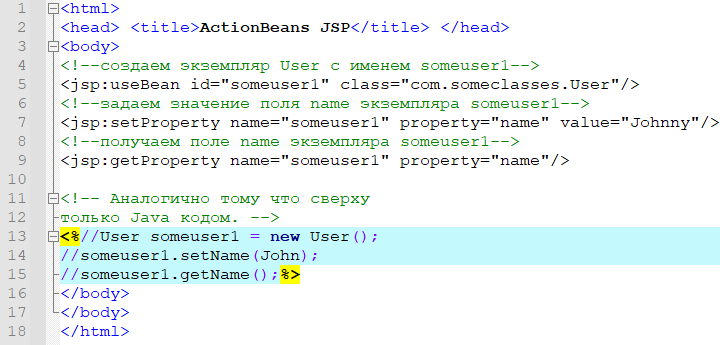 1 <html>
2 <head> <title>ActionBeans JSP</title> </head>
3 <body>
4 <!--создаем экземпляр User с именем someuser1-->
5 <jsp:useBean id="someuser1" class="com.someclasses.User"/>
6 <!--задаем значение поля name экземпляра someuser1-->
7 <jsp:setProperty name="someuser1" property="name" value="Johnny"/>
8 <!--получаем поле name экземпляра someuser1-->
9 <jsp:getProperty name="someuser1" property="name"/>
10
11 <!-- Аналогично тому что сверху
12 только Java кодом. -->
13 <%//User someuser1 = new User();
14 //someuser1.setName(John);
15 //someuser1.getName();%>
16 </body>
17 </body>
18 </html>